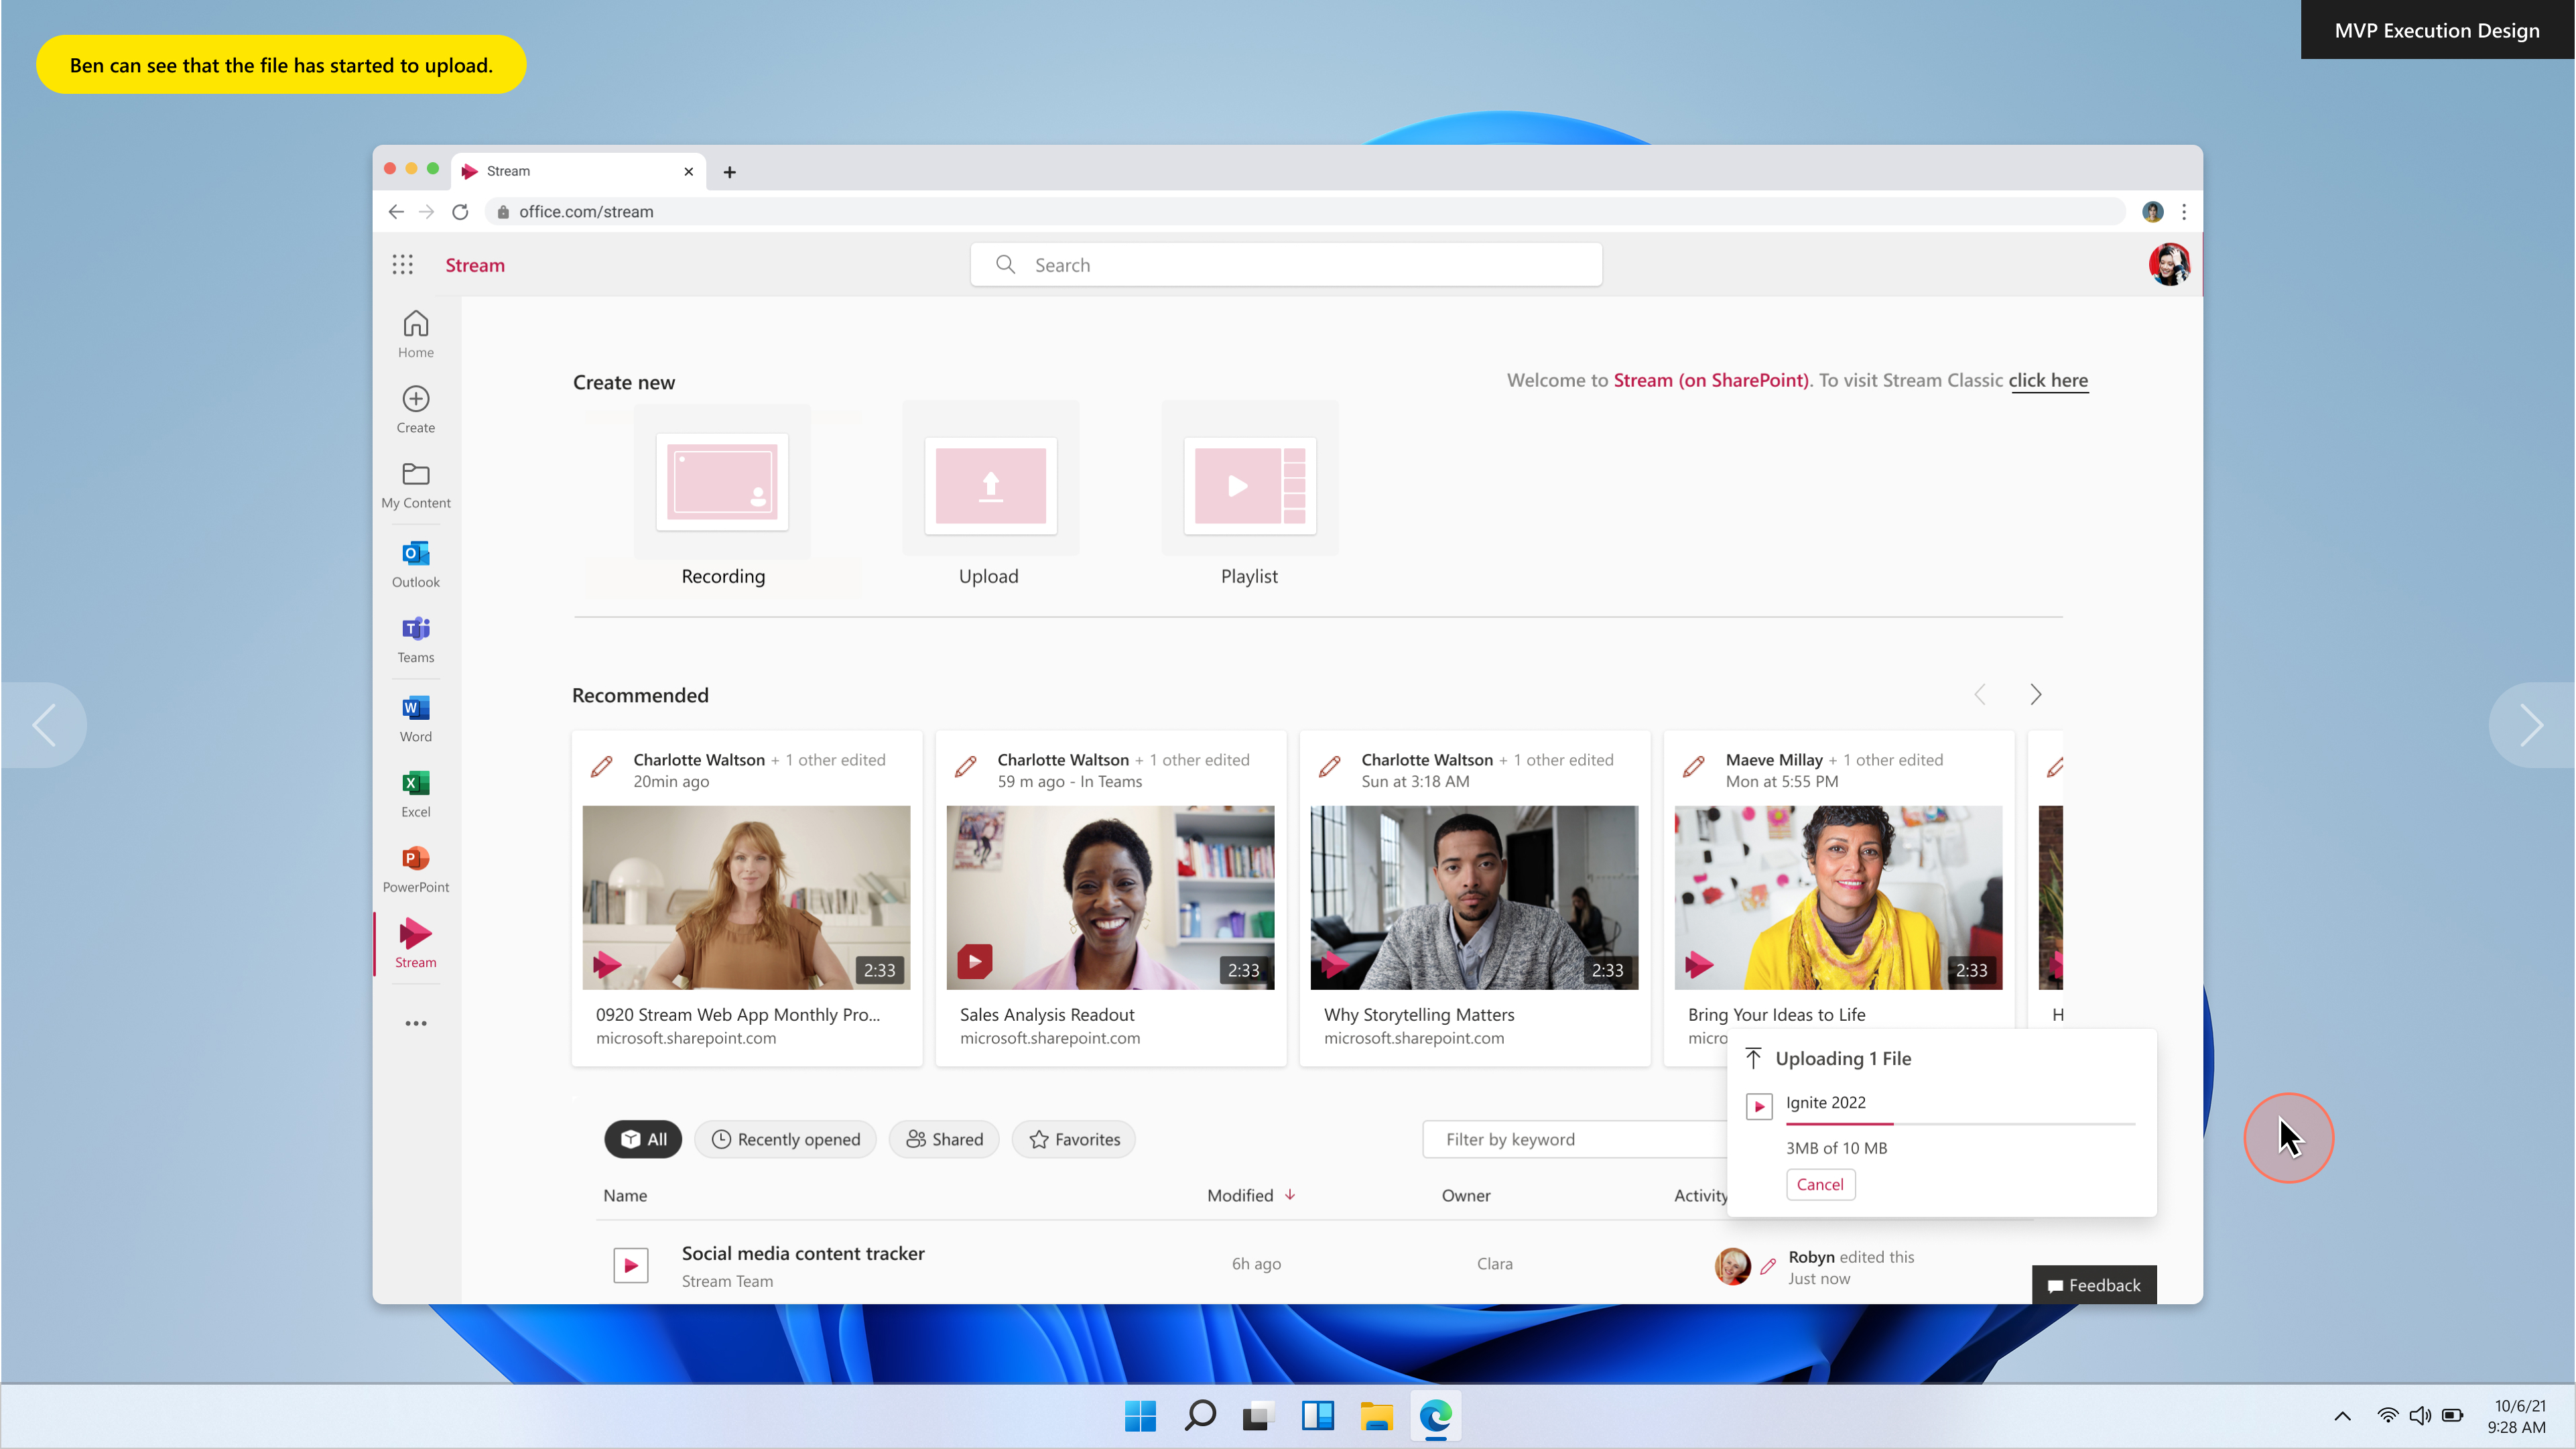 MVP Execution Design
Ben can see that the file has started to upload.
Stream
office.com/stream
Stream
Search
Home
Create
My Content
Outlook
Teams
Word
Excel
PowerPoint
Stream
Create new
Welcome to Stream (on SharePoint). To visit Stream Classic click here
Recording
Upload
Playlist
Recommended
Charlotte Waltson + 1 other edited
20min ago
2:33
0920 Stream Web App Monthly Pro...
microsoft.sharepoint.com
Charlotte Waltson + 1 other edited
59 m ago - In Teams
2:33
Sales Analysis Readout
microsoft.sharepoint.com
Charlotte Waltson + 1 other edited
Sun at 3:18 AM
2:33
Why Storytelling Matters
microsoft.sharepoint.com
Maeve Millay + 1 other edited
Mon at 5:55 PM
2:33
Bring Your Ideas to Life
micro
H
Uploading 1 File
Ignite 2022
3MB of 10 MB
Cancel
All
Recently opened
Shared
Favorites
Filter by keyword
Name
Modified
Owner
Activity
Social media content tracker
Stream Team
6h ago
Clara
Robyn edited this
Just now
Feedback
10/6/21
9:28 AM